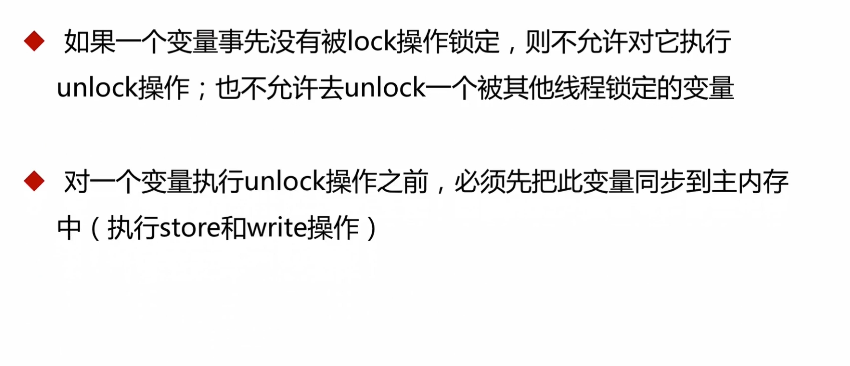 ◆ 如果一个变量事先没有被lock操作锁定，则不允许对它执行
unlock操作；也不允许去unlock一个被其他线程锁定的变量
◆ 对一个变量执行unlock操作之前，必须先把此变量同步到主内存
中（执行store和write操作）